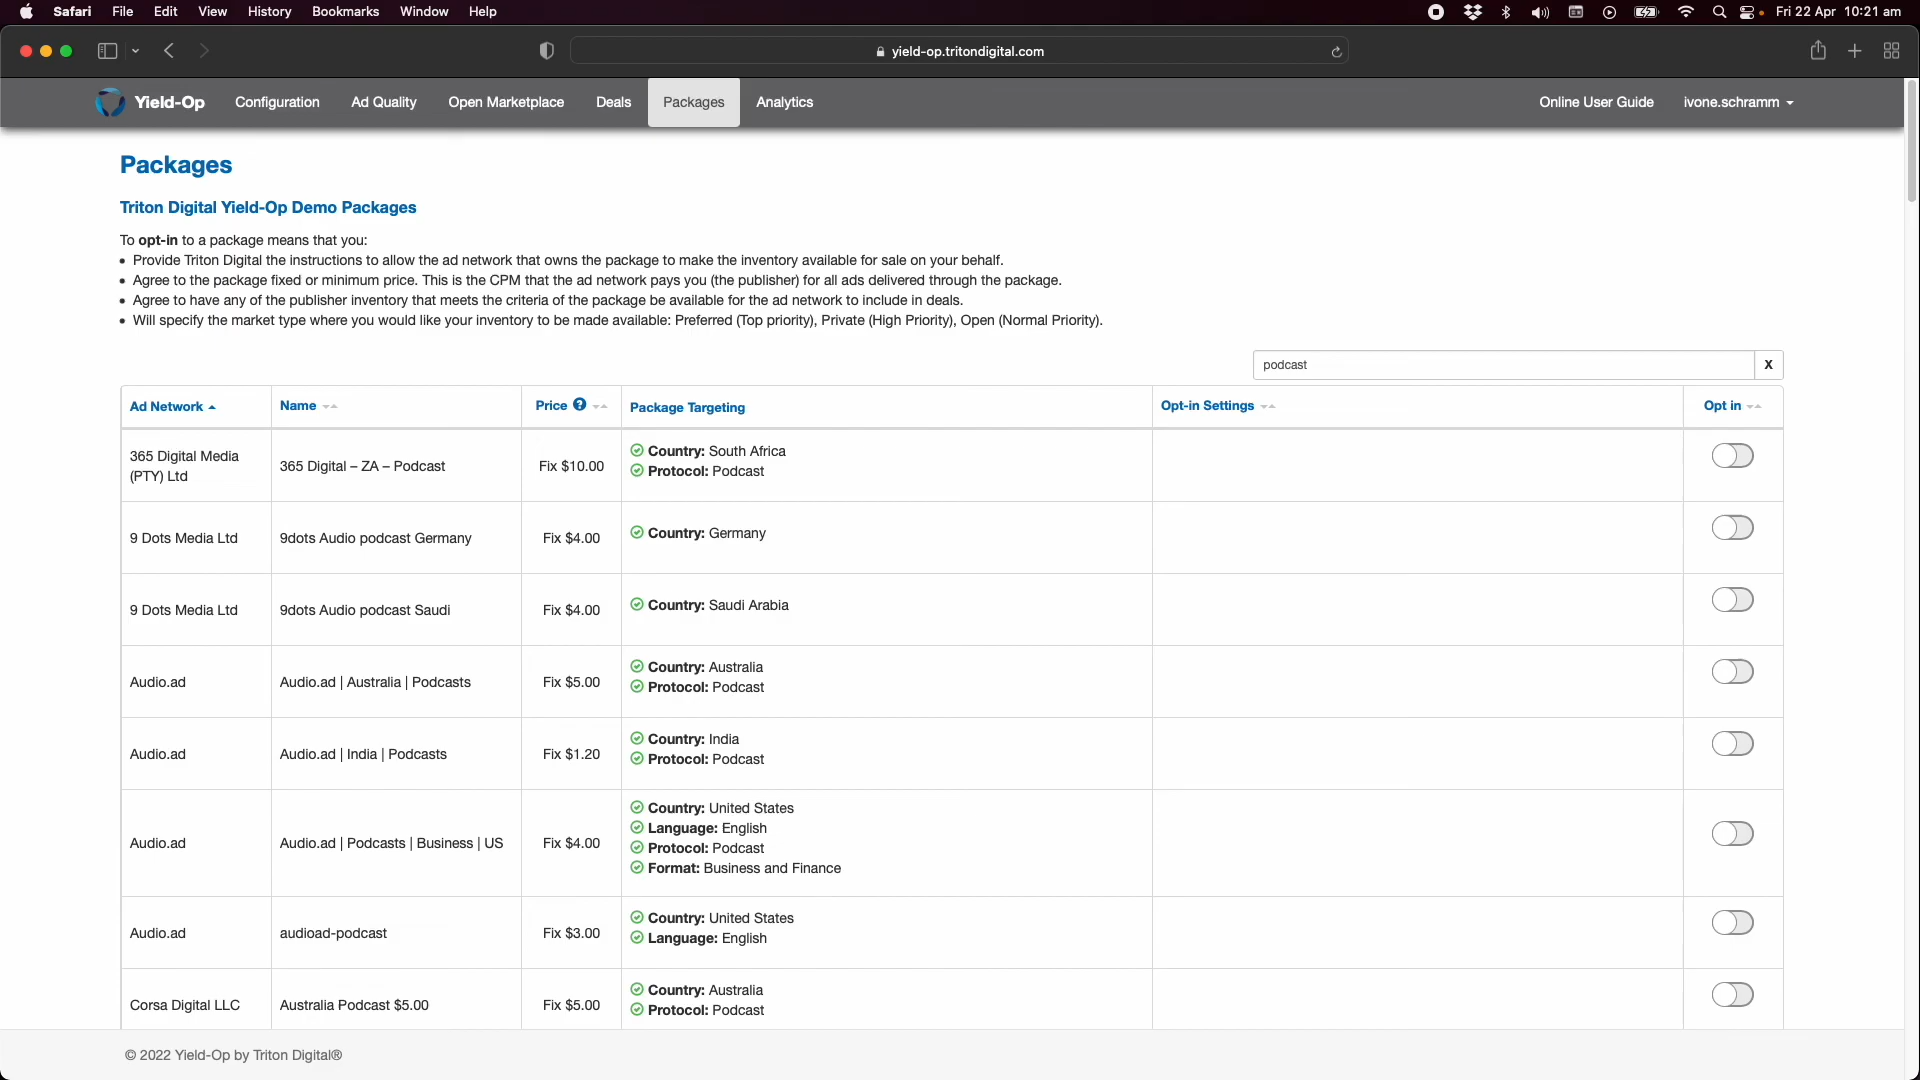 Safari File Edit View History Bookmarks Window Help Fri 22 Apr 10:21 am
yield-op.tritondigital.com
Yield-Op Configuration Ad Quality Open Marketplace Deals Packages Analytics Online User Guide ivone.schramm
Packages
Triton Digital Yield-Op Demo Packages
To opt-in to a package means that you:
• Provide Triton Digital the instructions to allow the ad network that owns the package to make the inventory available for sale on your behalf.
• Agree to the package fixed or minimum price. This is the CPM that the ad network pays you (the publisher) for all ads delivered through the package.
• Agree to have any of the publisher inventory that meets the criteria of the package be available for the ad network to include in deals.
• Will specify the market type where you would like your inventory to be made available: Preferred (Top priority), Private (High Priority), Open (Normal Priority).
podcast X
Ad Network Name Price ? Package Targeting Opt-in Settings Opt in
365 Digital Media
(PTY) Ltd
365 Digital – ZA – Podcast
Fix $10.00
Country: South Africa
Protocol: Podcast
9 Dots Media Ltd
9dots Audio podcast Germany
Fix $4.00
Country: Germany
9 Dots Media Ltd
9dots Audio podcast Saudi
Fix $4.00
Country: Saudi Arabia
Audio.ad
Audio.ad | Australia | Podcasts
Fix $5.00
Country: Australia
Protocol: Podcast
Audio.ad
Audio.ad | India | Podcasts
Fix $1.20
Country: India
Protocol: Podcast
Audio.ad
Audio.ad | Podcasts | Business | US
Fix $4.00
Country: United States
Language: English
Protocol: Podcast
Format: Business and Finance
Audio.ad
audioad-podcast
Fix $3.00
Country: United States
Language: English
Corsa Digital LLC
Australia Podcast $5.00
Fix $5.00
Country: Australia
Protocol: Podcast
© 2022 Yield-Op by Triton Digital®